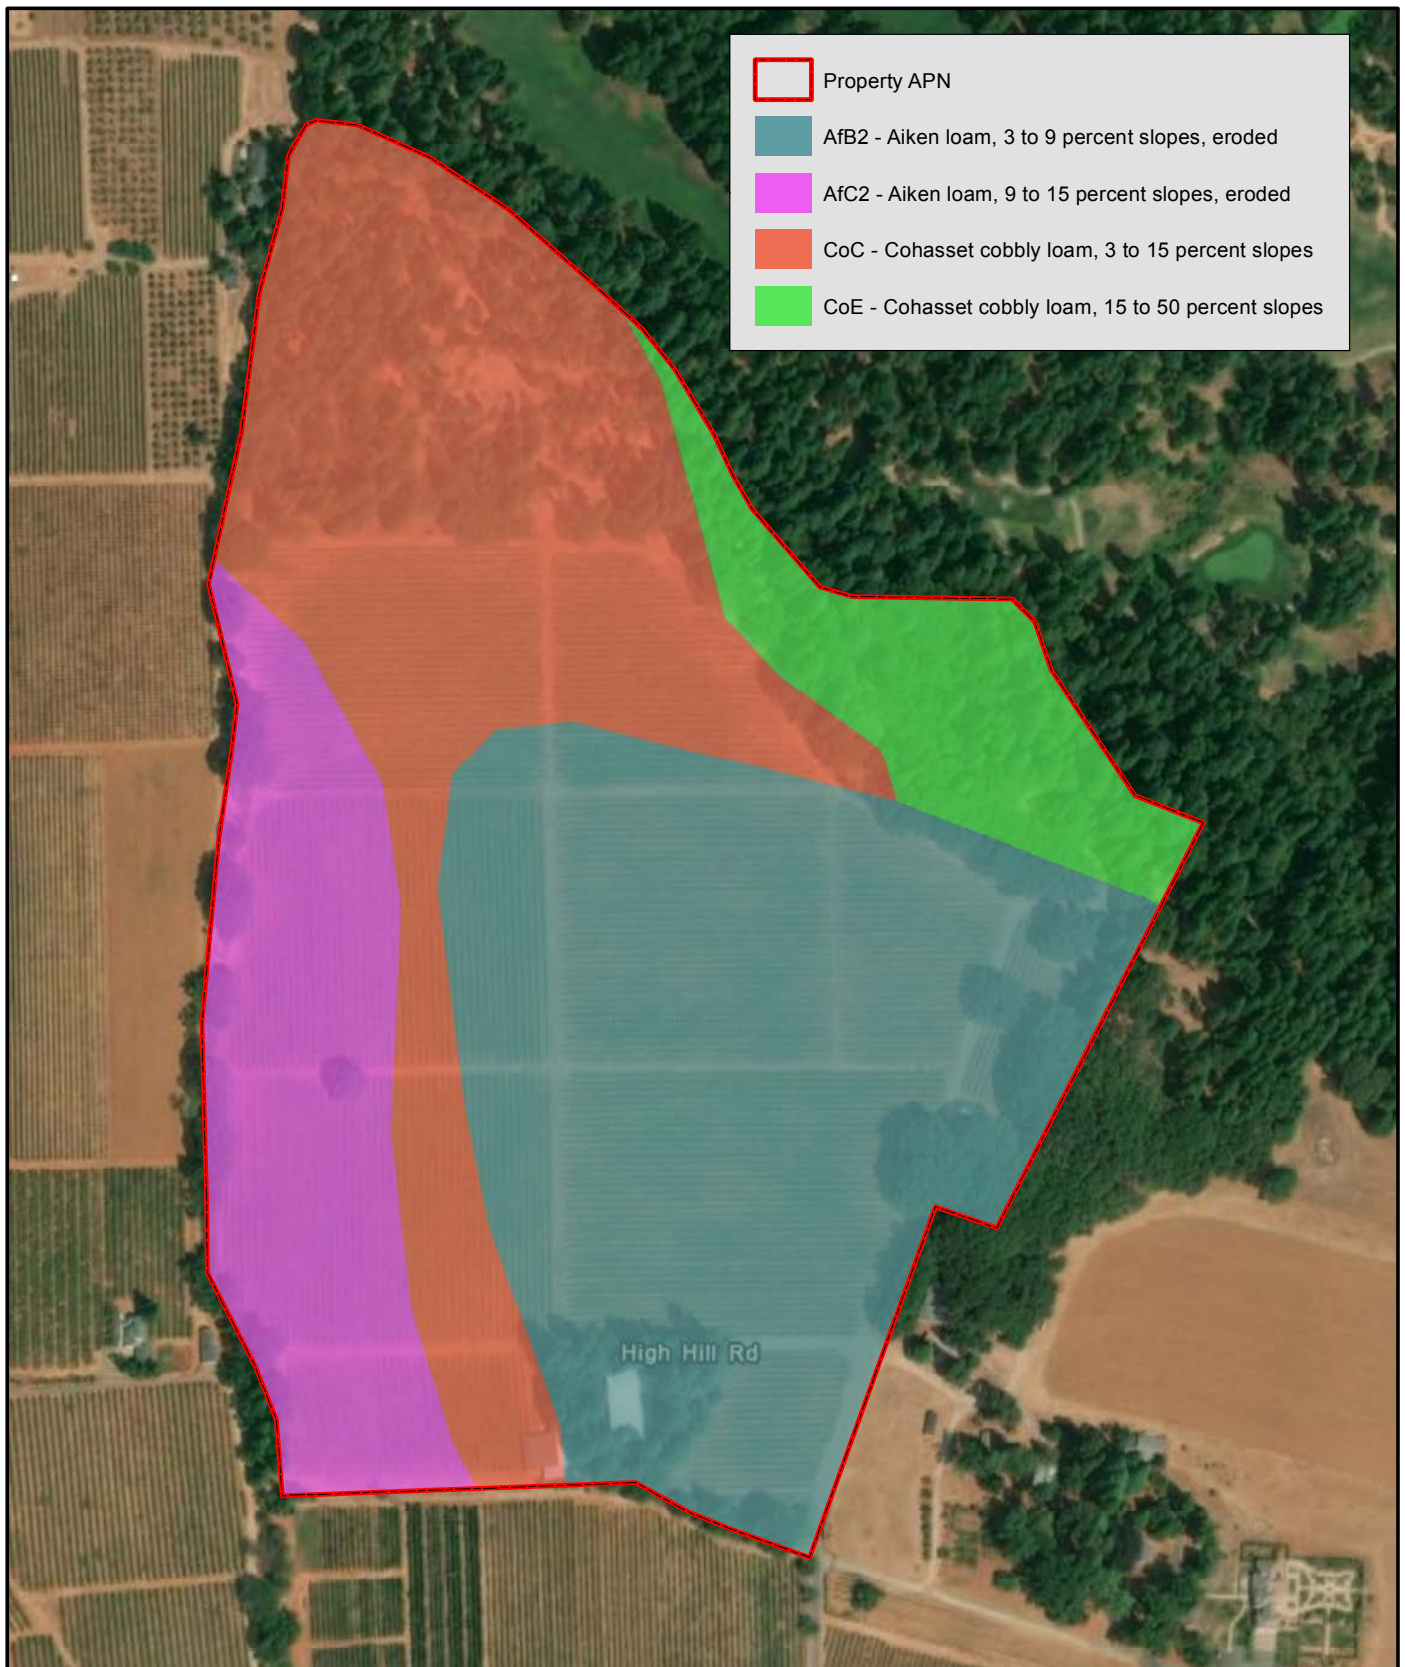 Property APN
AfB2 - Aiken loam, 3 to 9 percent slopes, eroded
AfC2 - Aiken loam, 9 to 15 percent slopes, eroded
CoC - Cohasset cobbly loam, 3 to 15 percent slopes
CoE - Cohasset cobbly loam, 15 to 50 percent slopes
High Hill Rd